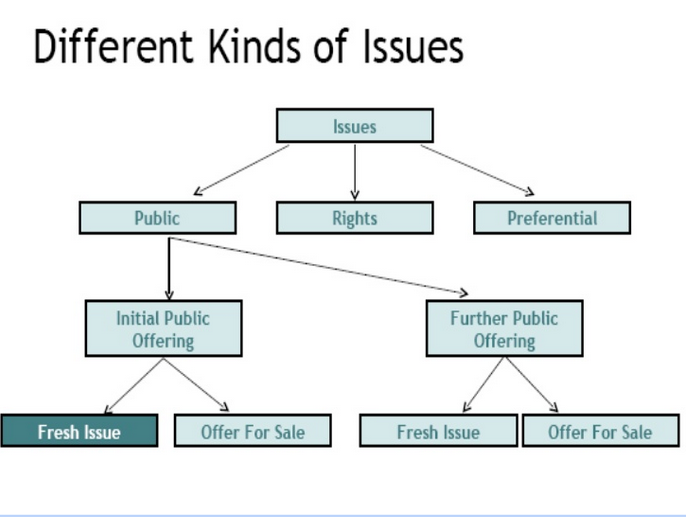 Different Kinds of Issues
Issues
Public
Rights
Preferential
Initial Public
Offering
Further Public
Offering
Fresh Issue
Offer For Sale
Fresh Issue
Offer For Sale